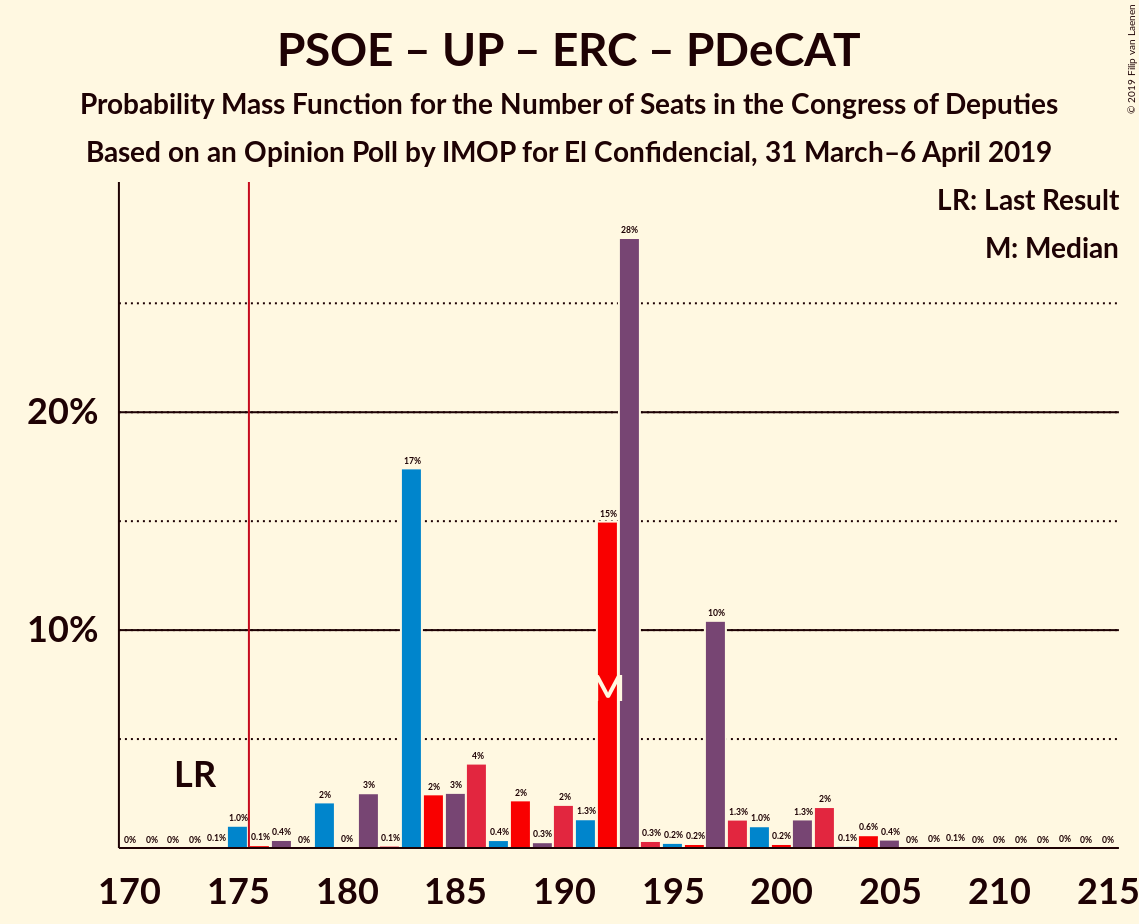 PSOE – UP – ERC – PDeCAT
Probability Mass Function for the Number of Seats in the Congress of Deputies
Based on an Opinion Poll by IMOP for El Confidencial, 31 March–6 April 2019
© 2019 Filip van Laenen
LR: Last Result
M: Median
20%
10%
LR
M
0% 0% 0% 0% 0.1% 1.0% 0.1% 0.4% 0% 2% 0% 3% 0.1% 17% 2% 3% 4% 0.4% 2% 0.3% 2% 1.3% 15% 28% 0.3% 0.2% 0.2% 10% 1.3% 1.0% 0.2% 1.3% 2% 0.1% 0.6% 0.4% 0% 0% 0.1% 0% 0% 0% 0% 0% 0% 0%
170 175 180 185 190 195 200 205 210 215